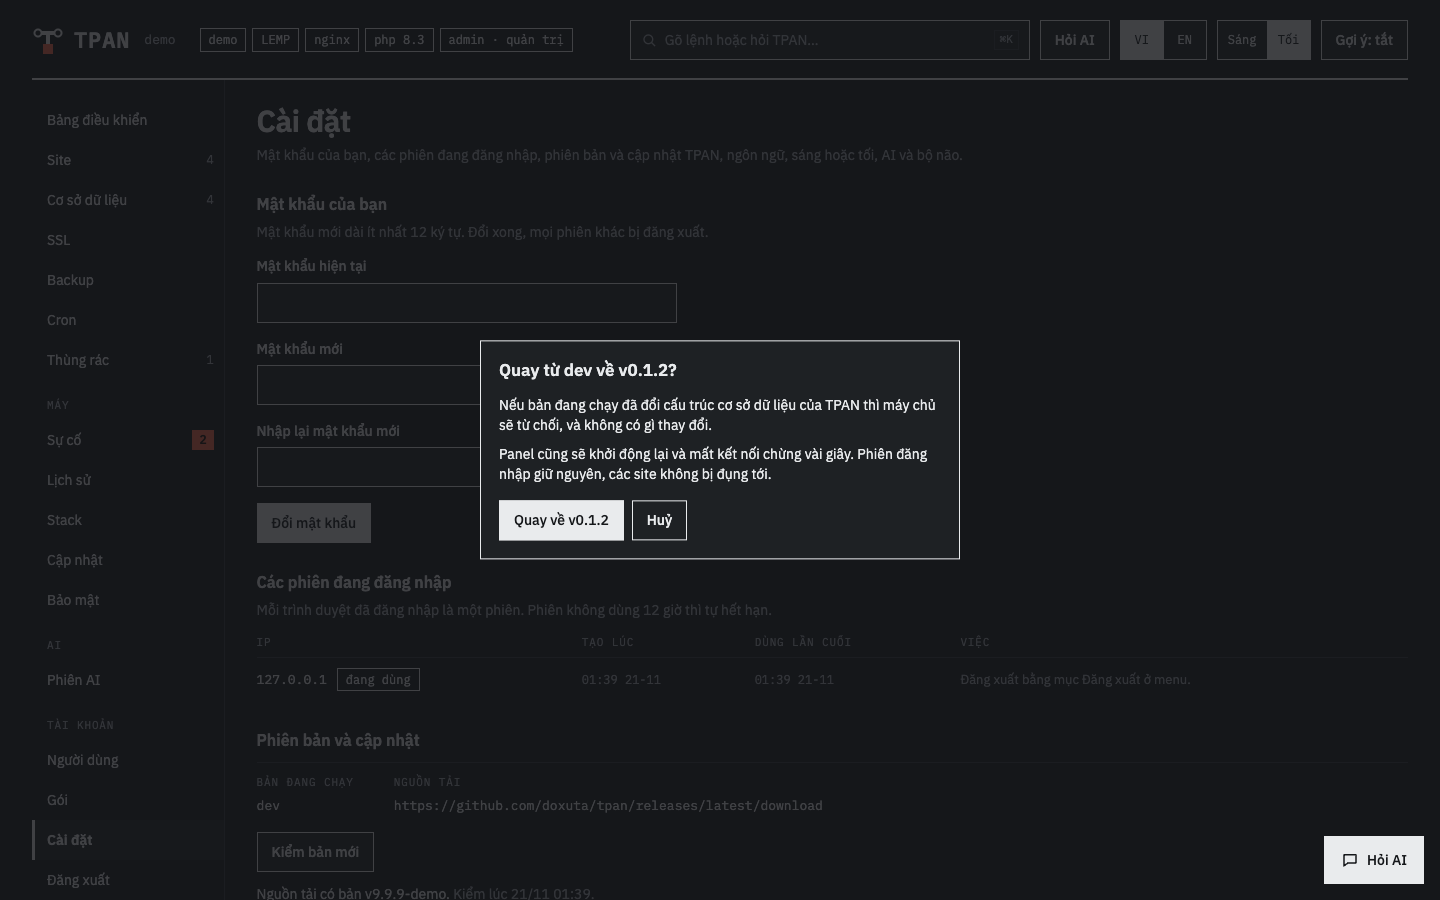 TPAN demo
demo LEMP nginx php 8.3 admin · quản trị
Gõ lệnh hoặc hỏi TPAN... ⌘K
Hỏi AI
VI EN
Sáng Tối
Gợi ý: tắt
Bảng điều khiển
Site 4
Cơ sở dữ liệu 4
SSL
Backup
Cron
Thùng rác 1
MÁY
Sự cố 2
Lịch sử
Stack
Cập nhật
Bảo mật
AI
Phiên AI
TÀI KHOẢN
Người dùng
Gói
Cài đặt
Đăng xuất
Cài đặt
Mật khẩu của bạn, các phiên đang đăng nhập, phiên bản và cập nhật TPAN, ngôn ngữ, sáng hoặc tối, AI và bộ não.
Mật khẩu của bạn
Mật khẩu mới dài ít nhất 12 ký tự. Đổi xong, mọi phiên khác bị đăng xuất.
Mật khẩu hiện tại
Mật khẩu mới
Nhập lại mật khẩu mới
Đổi mật khẩu
Quay từ dev về v0.1.2?
Nếu bản đang chạy đã đổi cấu trúc cơ sở dữ liệu của TPAN thì máy chủ
sẽ từ chối, và không có gì thay đổi.
Panel cũng sẽ khởi động lại và mất kết nối chừng vài giây. Phiên đăng
nhập giữ nguyên, các site không bị đụng tới.
Quay về v0.1.2 Huỷ
Các phiên đang đăng nhập
Mỗi trình duyệt đã đăng nhập là một phiên. Phiên không dùng 12 giờ thì tự hết hạn.
IP TẠO LÚC DÙNG LẦN CUỐI VIỆC
127.0.0.1 đang dùng 01:39 21-11 01:39 21-11 Đăng xuất bằng mục Đăng xuất ở menu.
Phiên bản và cập nhật
BẢN ĐANG CHẠY NGUỒN TẢI
dev https://github.com/doxuta/tpan/releases/latest/download
Kiểm bản mới
Nguồn tải có bản v9.9.9-demo. Kiểm lúc 21/11 01:39.
Hỏi AI